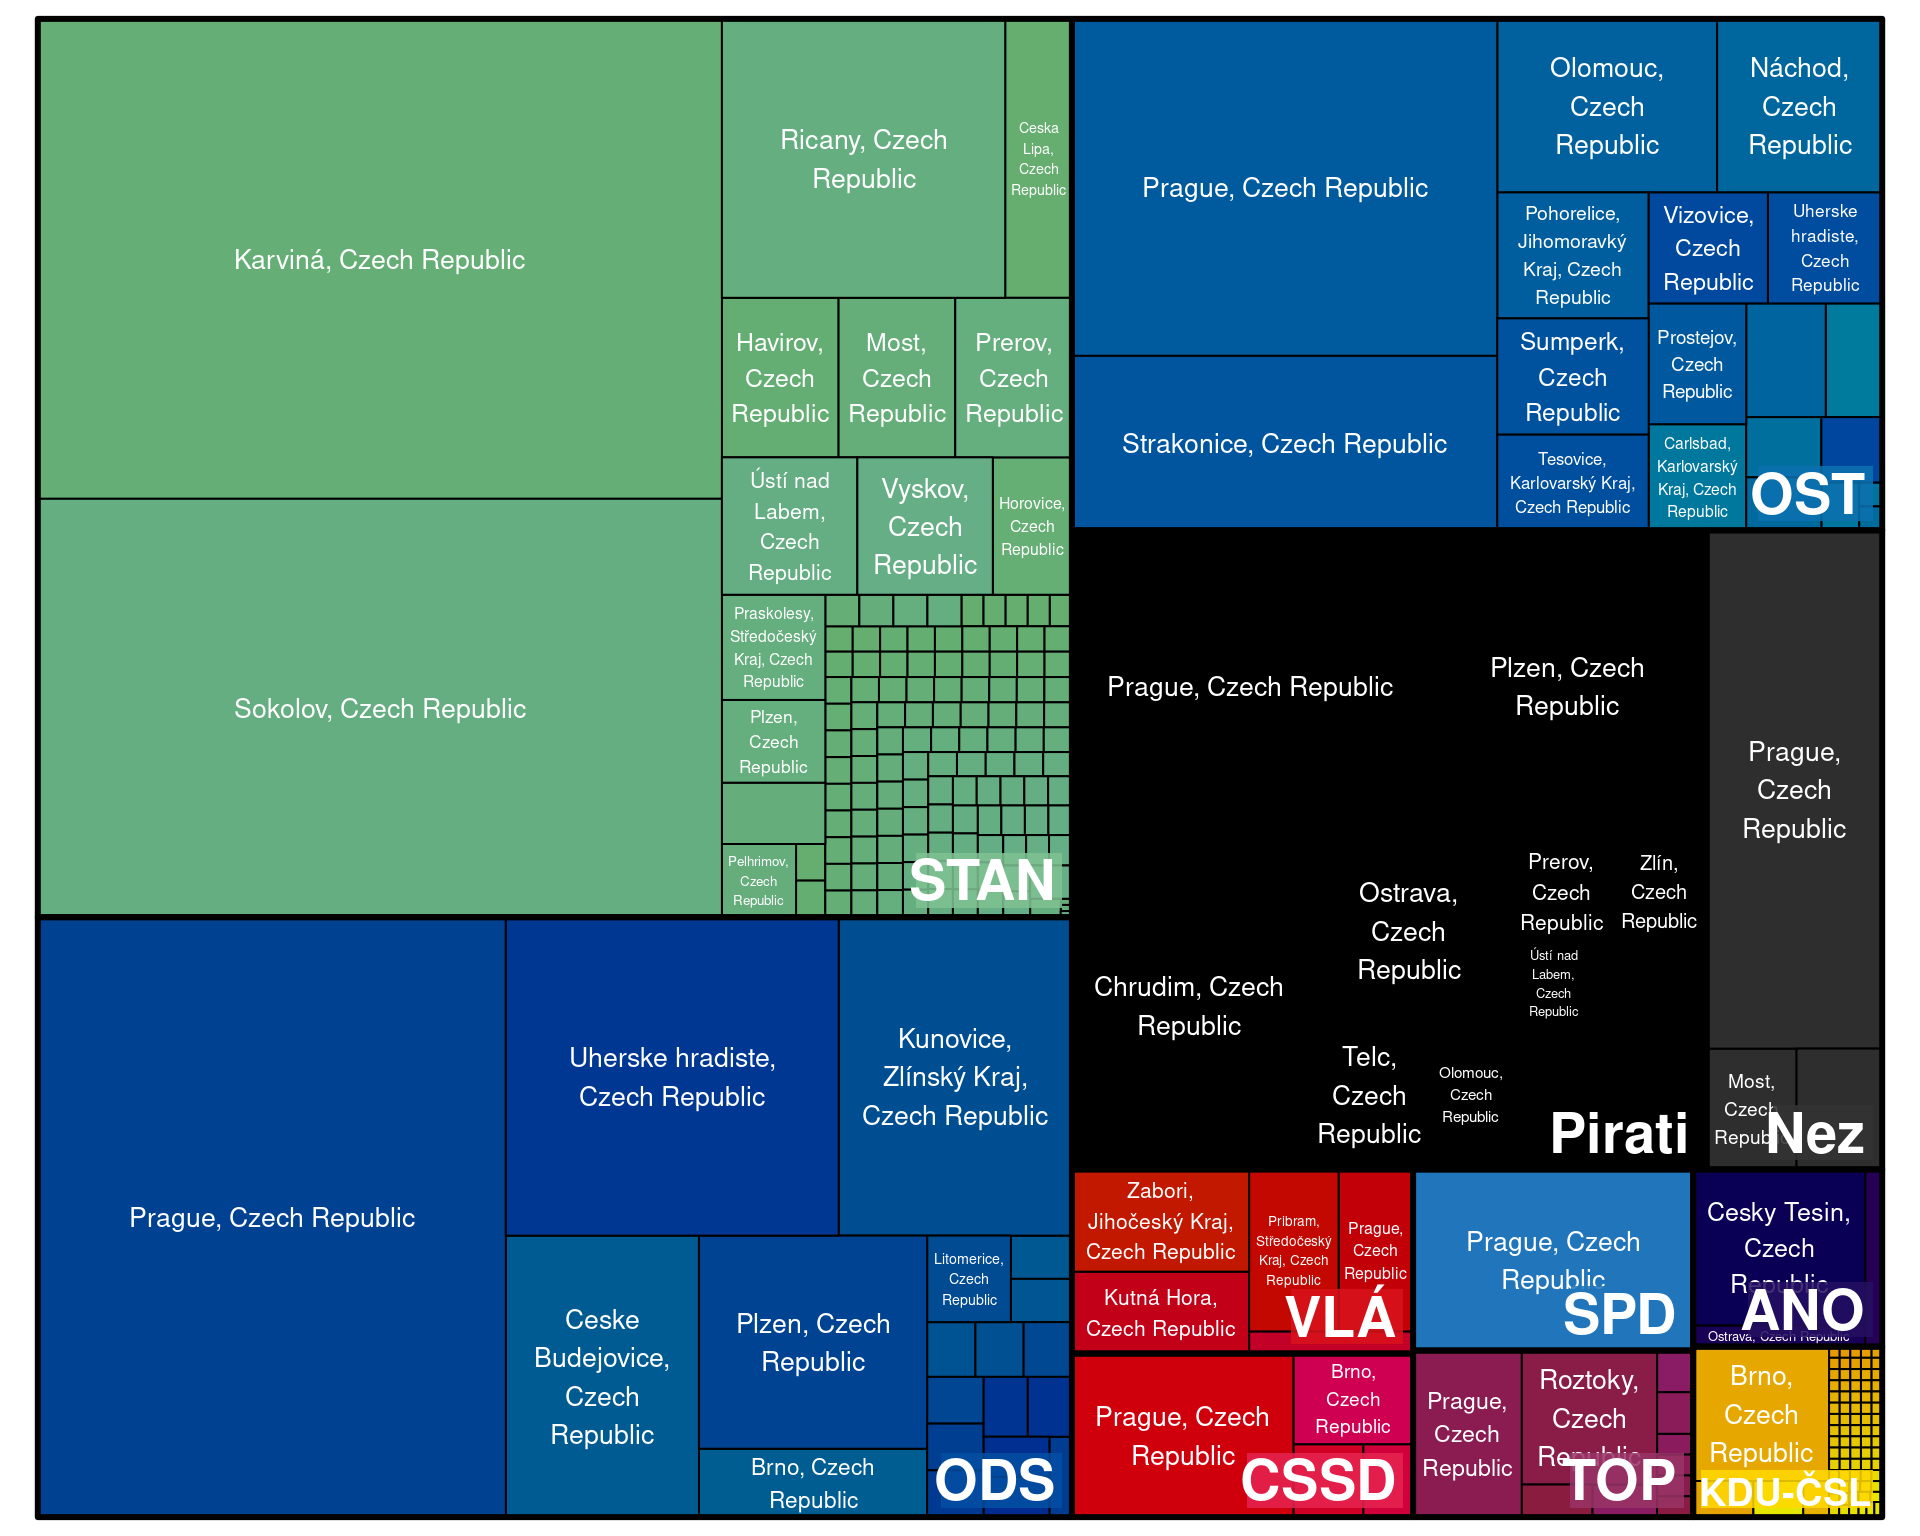 Karviná, Czech Republic
Sokolov, Czech Republic
Ricany, Czech
Republic
Ceska
Lipa,
Czech
Republic
Havirov,
Czech
Republic
Most,
Czech
Republic
Prerov,
Czech
Republic
Ústí nad
Labem,
Czech
Republic
Vyskov,
Czech
Republic
Horovice,
Czech
Republic
Praskolesy,
Středočeský
Kraj, Czech
Republic
Plzen,
Czech
Republic
Pelhrimov,
Czech
Republic
STAN
Prague, Czech Republic
Strakonice, Czech Republic
Olomouc,
Czech
Republic
Náchod,
Czech
Republic
Pohorelice,
Jihomoravký
Kraj, Czech
Republic
Vizovice,
Czech
Republic
Uherske
hradiste,
Czech
Republic
Sumperk,
Czech
Republic
Prostejov,
Czech
Republic
Tesovice,
Karlovarský Kraj,
Czech Republic
Carlsbad,
Karlovarský
Kraj, Czech
Republic
OST
Prague, Czech Republic
Plzen, Czech
Republic
Chrudim, Czech
Republic
Ostrava,
Czech
Republic
Prerov,
Czech
Republic
Zlín,
Czech
Republic
Ústí nad
Labem,
Czech
Republic
Telc,
Czech
Republic
Olomouc,
Czech
Republic
Pirati
Prague,
Czech
Republic
Most,
Czech
Republic
Nez
Prague, Czech Republic
Uherske hradiste,
Czech Republic
Kunovice,
Zlínský Kraj,
Czech Republic
Ceske
Budejovice,
Czech
Republic
Plzen, Czech
Republic
Brno, Czech
Republic
Litomerice,
Czech
Republic
ODS
Zabori,
Jihočeský Kraj,
Czech Republic
Kutná Hora,
Czech Republic
Pribram,
Středočeský
Kraj, Czech
Republic
Prague,
Czech
Republic
VLÁ
Prague, Czech
Republic
SPD
Cesky Tesin,
Czech
Republic
Ostrava, Czech Republic
ANO
Prague, Czech
Republic
Brno,
Czech
Republic
CSSD
Prague,
Czech
Republic
Roztoky,
Czech
Republic
TOP
Brno,
Czech
Republic
KDU-ČSL